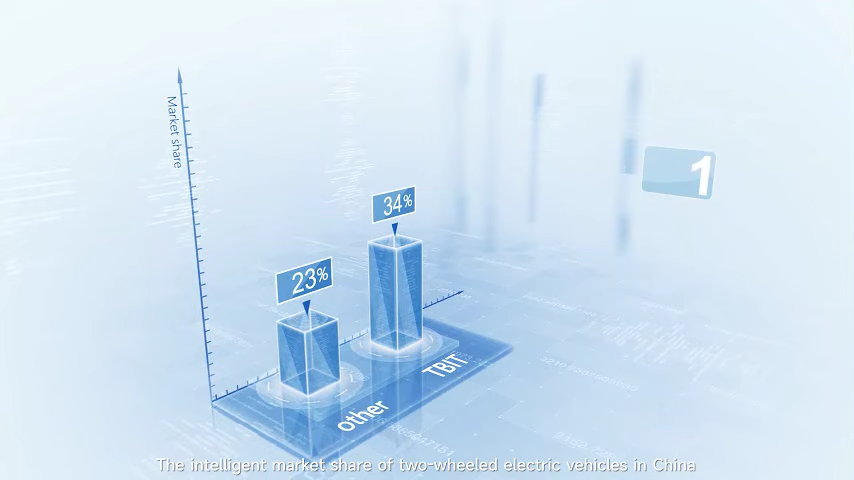 Market share
1
34%
23%
TBIT
other
The intelligent market share of two-wheeled electric vehicles in China